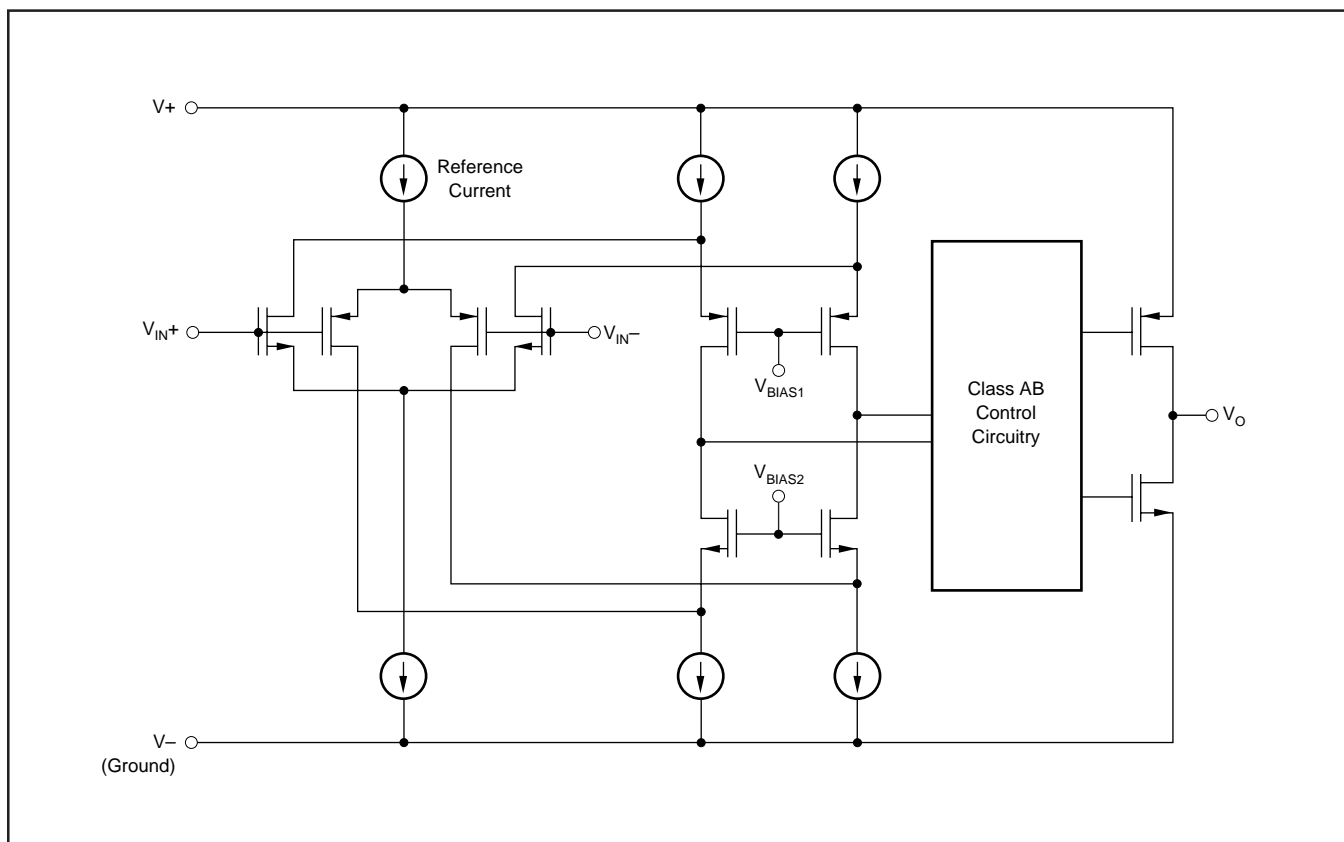 V+
Reference
Current
VIN+
VIN–
VBIAS1
Class AB
Control
Circuitry
VO
VBIAS2
V–
(Ground)